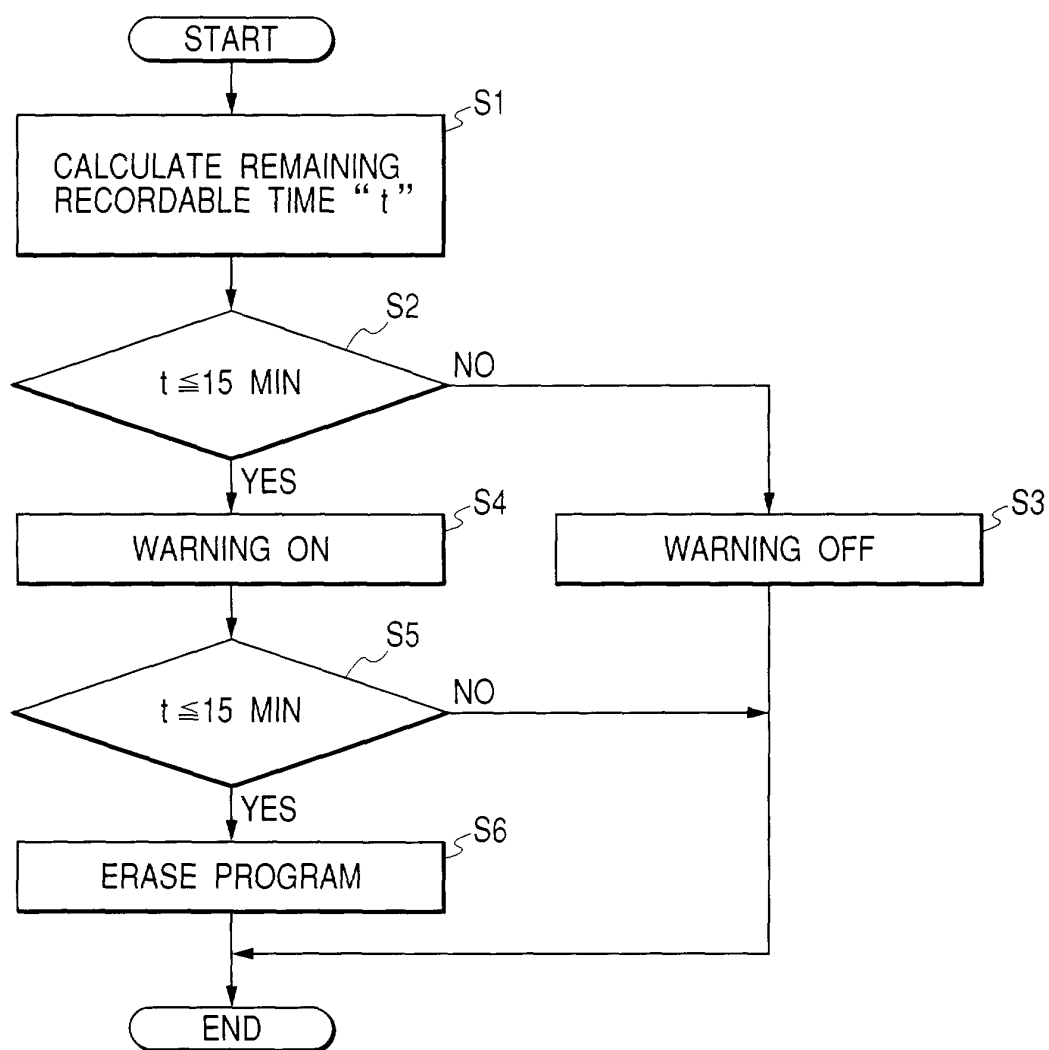 START
S1
CALCULATE REMAINING
RECORDABLE TIME “t”
S2
t≦15 MIN
NO
YES
S4
WARNING ON
S3
WARNING OFF
S5
t≦15 MIN
NO
YES
S6
ERASE PROGRAM
END